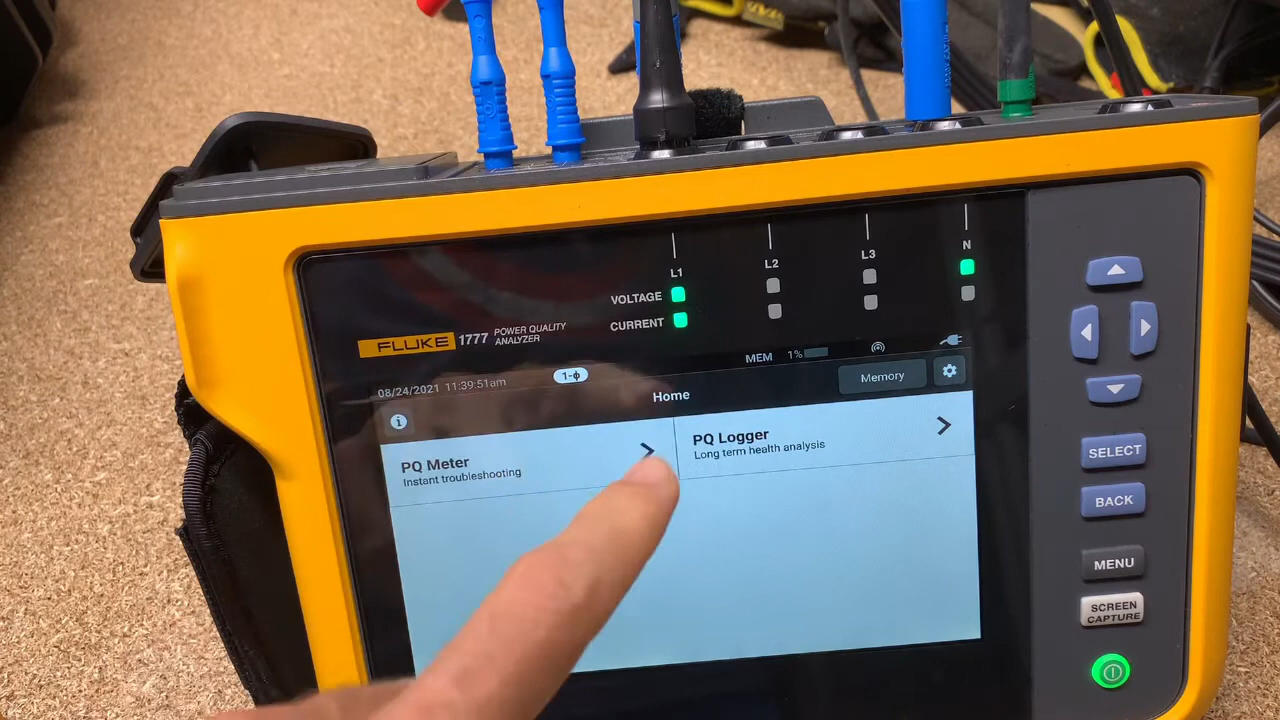 L1
L2
L3
N
VOLTAGE
CURRENT
FLUKE 1777 POWER QUALITY
ANALYZER
MEM 1%
08/24/2021 11:39:51am
1-ϕ
Home
Memory
PQ Meter
Instant troubleshooting
PQ Logger
Long term health analysis
SELECT
BACK
MENU
SCREEN
CAPTURE